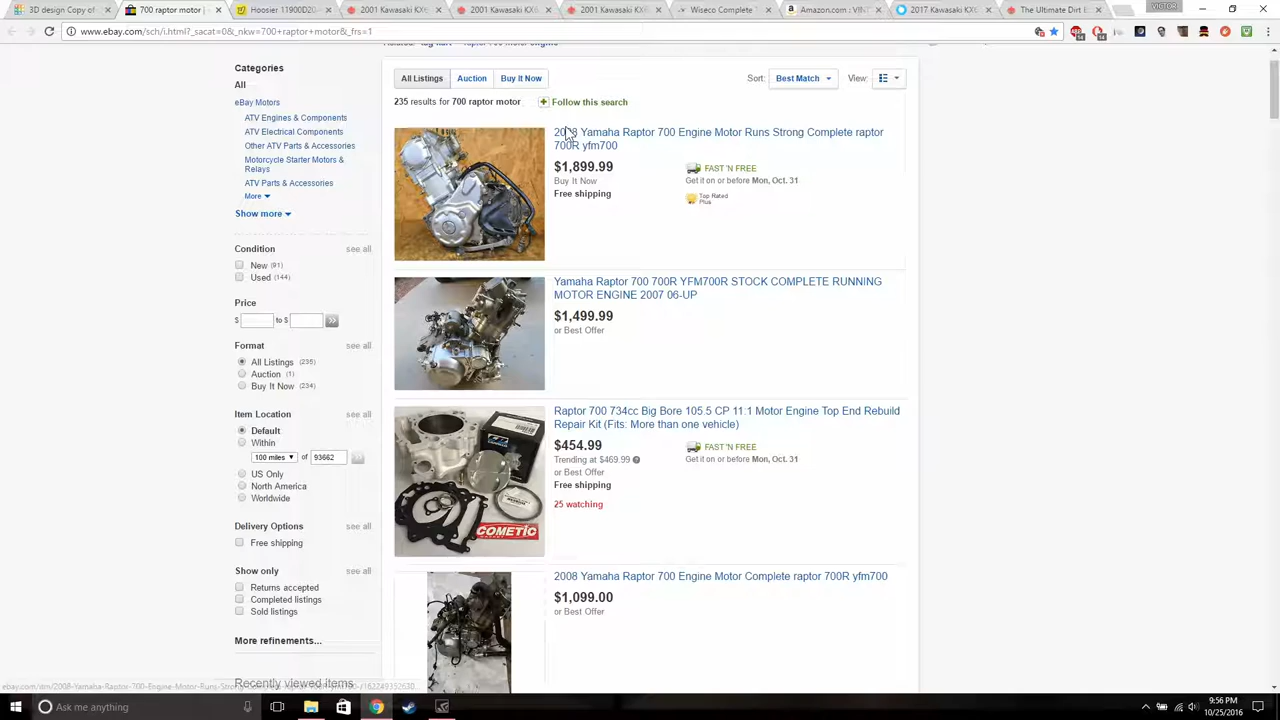 3D design Copy of
700 raptor motor |
Hoosier 11900D20
2001 Kawasaki KX6
2001 Kawasaki KX6
2001 Kawasaki KX6
Wiseco Complete T
Amazon.com : VINT
2017 Kawasaki KX6
The Ultimate Dirt E
VICTOR
www.ebay.com/sch/i.html?_sacat=0&_nkw=700+raptor+motor&_frs=1
Categories
All
eBay Motors
ATV Engines & Components
ATV Electrical Components
Other ATV Parts & Accessories
Motorcycle Starter Motors &
Relays
ATV Parts & Accessories
More
Show more
Condition
see all
New (91)
Used (144)
Price
$ to $
Format
see all
All Listings (235)
Auction (1)
Buy It Now (234)
Item Location
see all
Default
Within
100 miles of 93662
US Only
North America
Worldwide
Delivery Options
see all
Free shipping
Show only
see all
Returns accepted
Completed listings
Sold listings
More refinements...
Recently viewed items
All Listings
Auction
Buy It Now
Sort: Best Match
View:
235 results for 700 raptor motor
Follow this search
2008 Yamaha Raptor 700 Engine Motor Runs Strong Complete raptor
700R yfm700
$1,899.99
Buy It Now
Free shipping
FAST 'N FREE
Get it on or before Mon, Oct. 31
Top Rated
Plus
Yamaha Raptor 700 700R YFM700R STOCK COMPLETE RUNNING
MOTOR ENGINE 2007 06-UP
$1,499.99
or Best Offer
Raptor 700 734cc Big Bore 105.5 CP 11:1 Motor Engine Top End Rebuild
Repair Kit (Fits: More than one vehicle)
$454.99
Trending at $469.99
or Best Offer
Free shipping
25 watching
FAST 'N FREE
Get it on or before Mon, Oct. 31
COMETIC
2008 Yamaha Raptor 700 Engine Motor Complete raptor 700R yfm700
$1,099.00
or Best Offer
Ask me anything
9:56 PM
10/25/2016